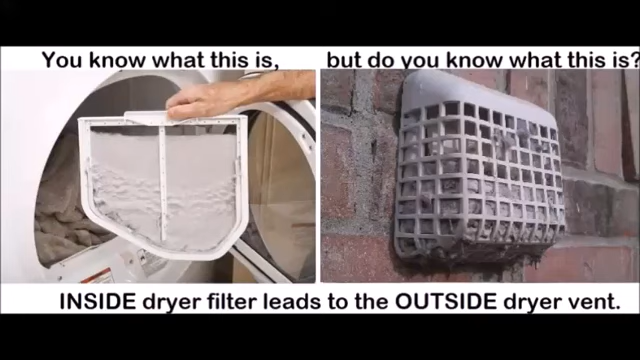 You know what this is, but do you know what this is?
INSIDE dryer filter leads to the OUTSIDE dryer vent.